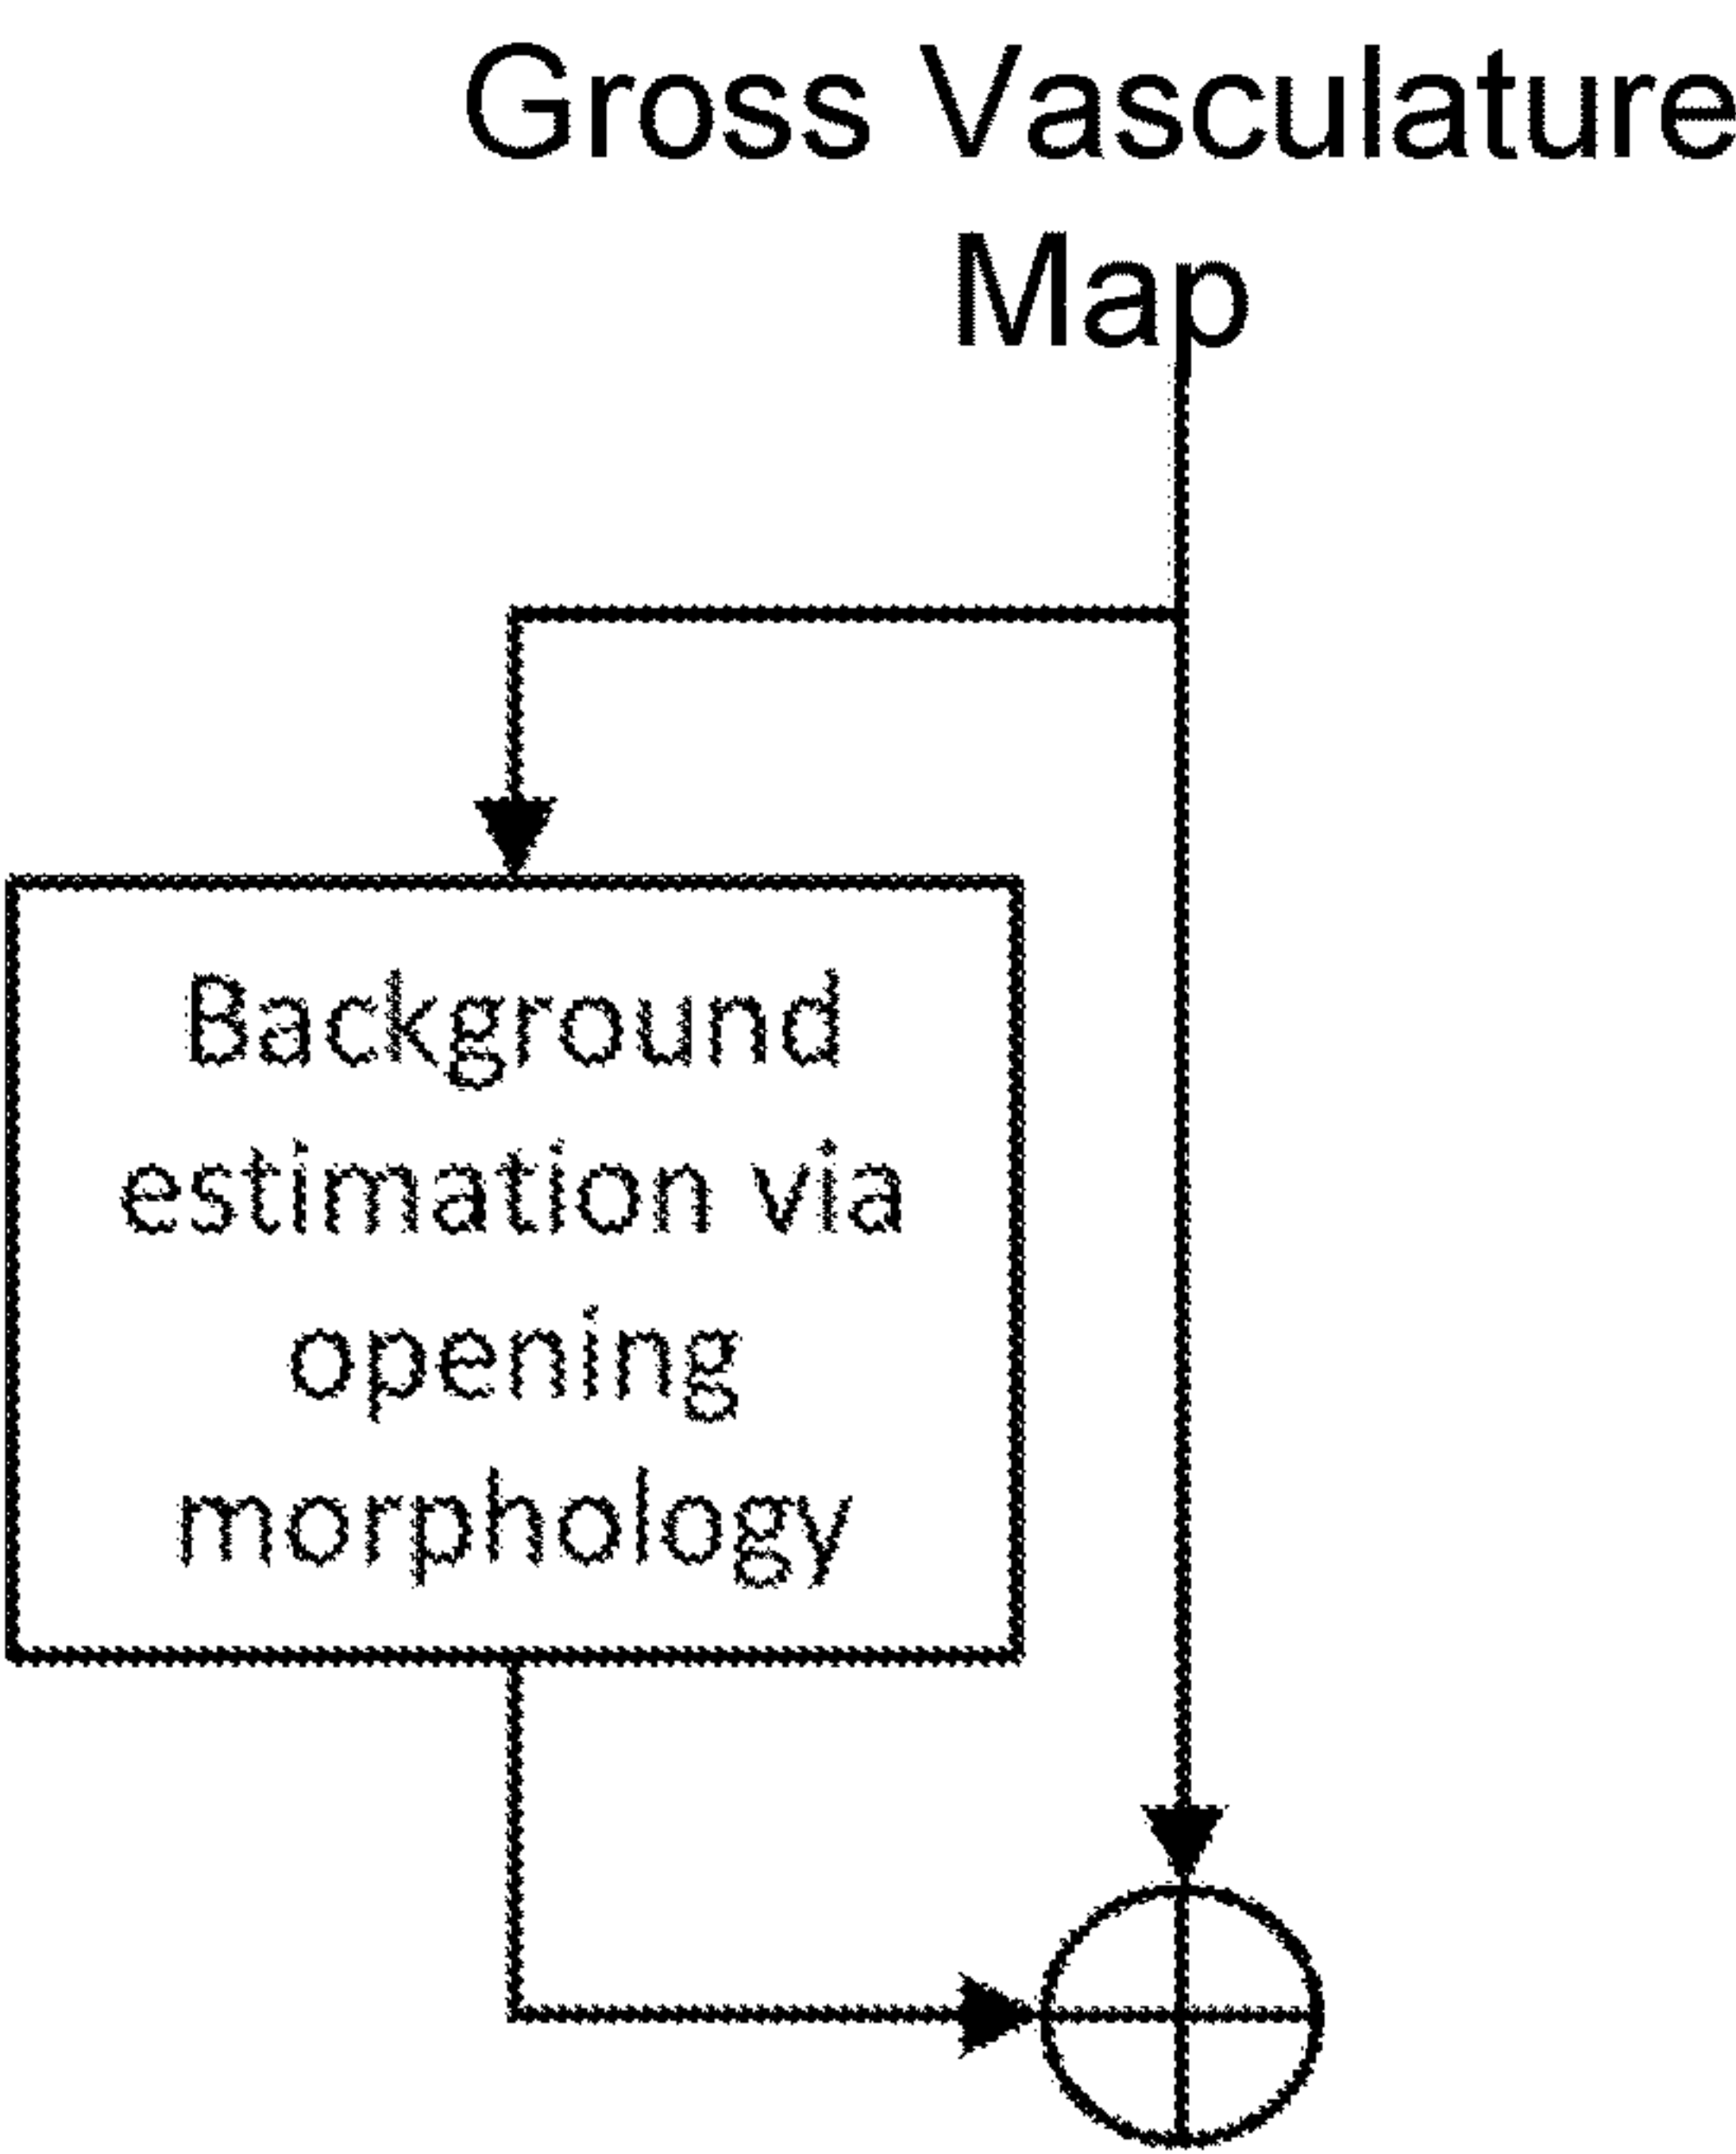 Gross Vasculature
Map
Background
estimation via
opening
morphology